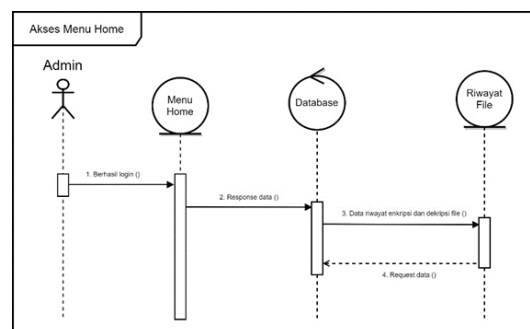 Akses Menu Home
Admin
Menu
Home
Database
Riwayat
File
1. Berhasil login ()
2. Response data ()
3. Data riwayat enkripsi dan dekripsi file ()
4. Request data ()